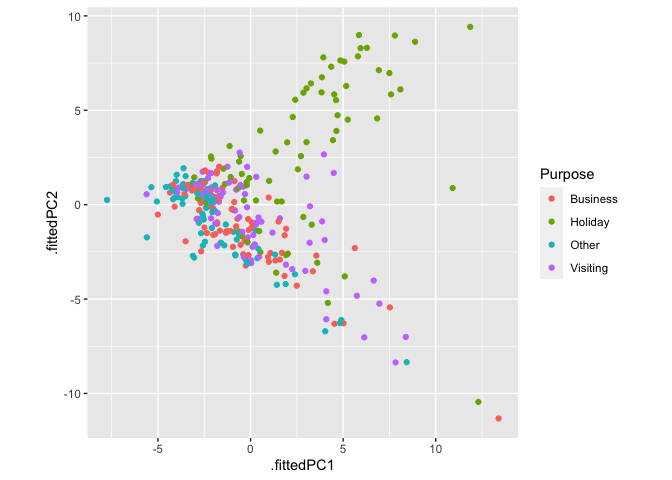 10
5
0
-5
-10
.fittedPC2
-5
0
5
10
.fittedPC1
Purpose
Business
Holiday
Other
Visiting